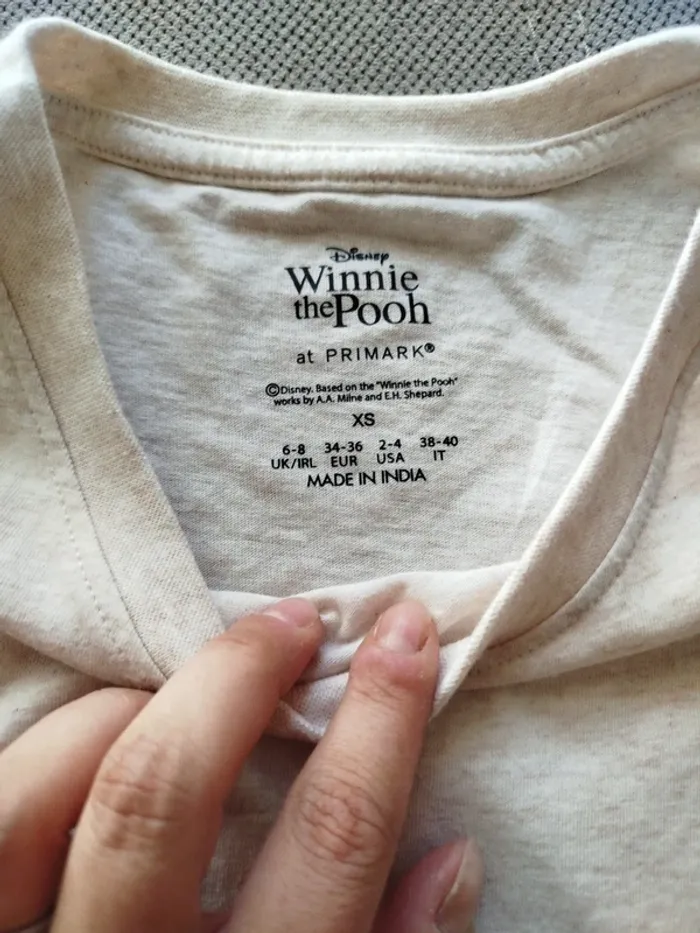 Disney
Winnie
the Pooh
at PRIMARK®
©Disney. Based on the "Winnie the Pooh"
works by A.A. Milne and E.H. Shepard.
XS
6-8 34-36 2-4 38-40
UK/IRL EUR USA IT
MADE IN INDIA